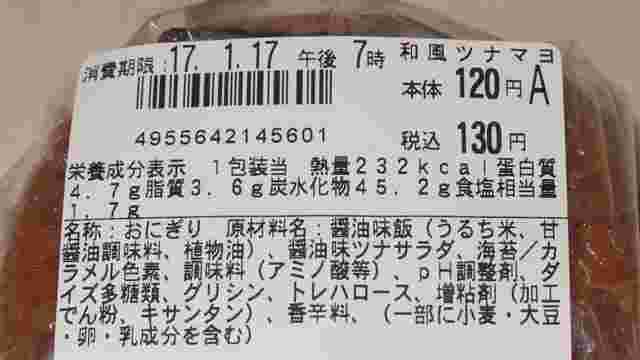 消費期限:17. 1.17 午後 7時 和風ツナマヨ
本体 120円 A
4955642145601 税込 130円
栄養成分表示 1包装当 熱量232kcal蛋白質
4.7g脂質3.6g炭水化物45.2g食塩相当量
1.7g
名称:おにぎり 原材料名:醤油味飯(うるち米、甘
醤油調味料、植物油)、醤油味ツナサラダ、海苔/カ
ラメル色素、調味料(アミノ酸等)、pH調整剤、ダ
イズ多糖類、グリシン、トレハロース、増粘剤(加工
でん粉、キサンタン)、香辛料、(一部に小麦・大豆
・卵・乳成分を含む)